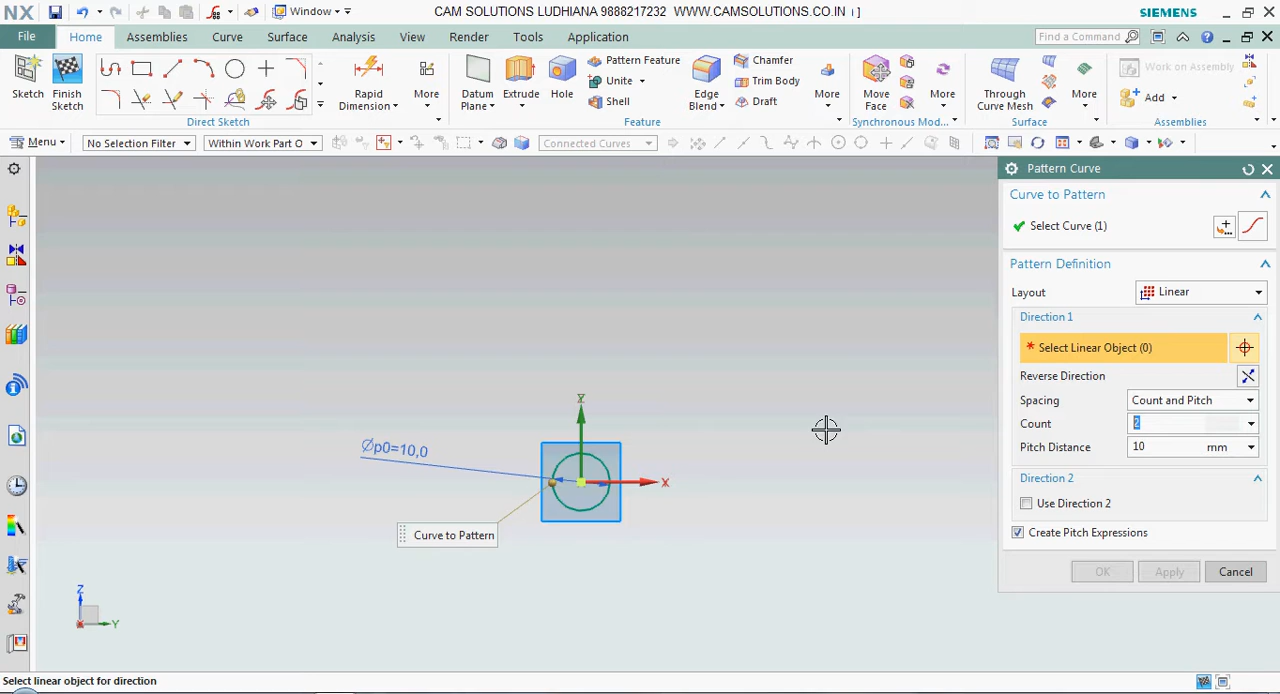 NX Window CAM SOLUTIONS LUDHIANA 9888217232 WWW.CAMSOLUTIONS.CO.IN ] SIEMENS
File Home Assemblies Curve Surface Analysis View Render Tools Application Find a Command
Sketch Finish Sketch Rapid Dimension More Datum Plane Extrude Hole Pattern Feature Unite Shell Edge Blend Chamfer Trim Body Draft More Move Face More Through Curve Mesh More Work on Assembly Add
Direct Sketch Feature Synchronous Mod... Surface Assemblies
Menu No Selection Filter Within Work Part O Connected Curves
Pattern Curve
Curve to Pattern
Select Curve (1)
Pattern Definition
Layout Linear
Direction 1
* Select Linear Object (0)
Reverse Direction
Spacing Count and Pitch
Count 2
Pitch Distance 10 mm
Direction 2
Use Direction 2
Create Pitch Expressions
OK Apply Cancel
Øp0=10,0
X
Curve to Pattern
Z
Y
Select linear object for direction